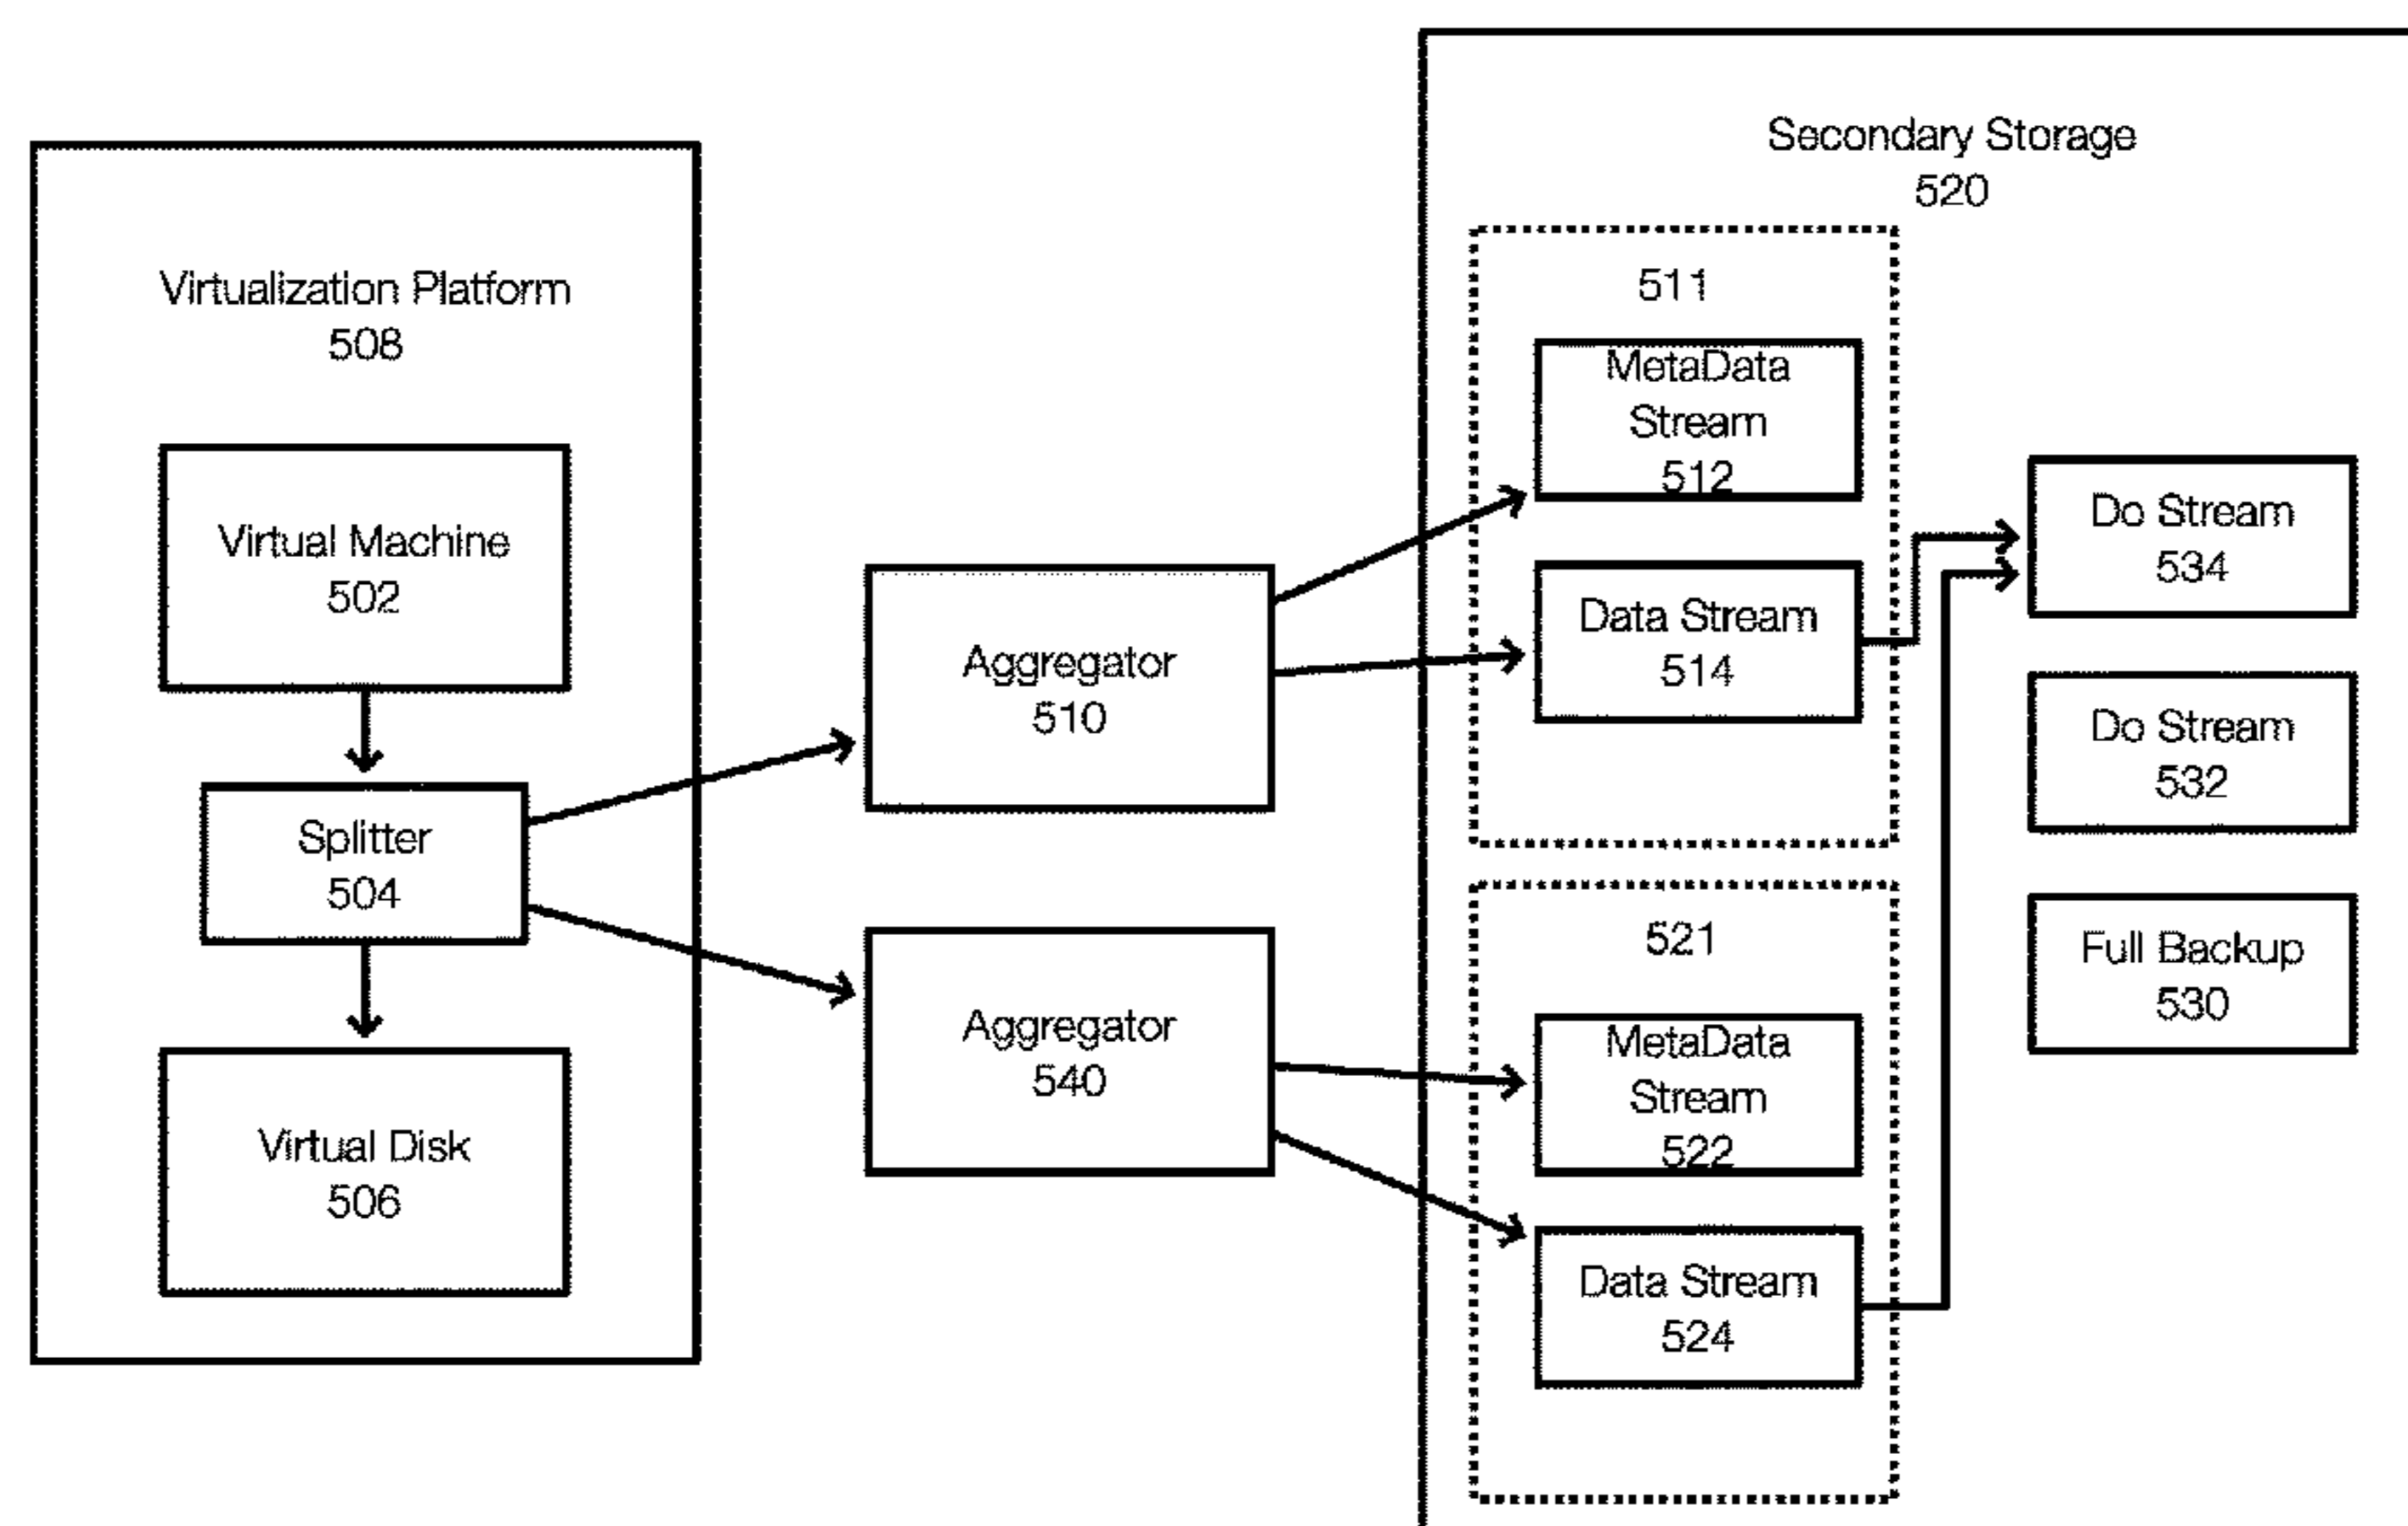 Virtualization Platform
508
Virtual Machine
502
Splitter
504
Virtual Disk
506
Aggregator
510
Aggregator
540
Secondary Storage
520
511
MetaData
Stream
512
Data Stream
514
521
MetaData
Stream
522
Data Stream
524
Do Stream
534
Do Stream
532
Full Backup
530